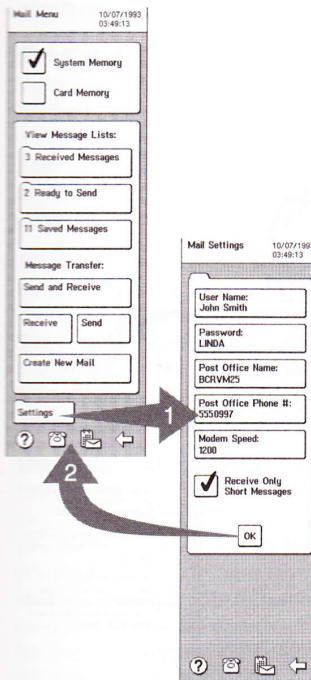 Mail Menu 10/07/1993
03:49:13
System Memory
Card Memory
View Message Lists:
3 Received Messages
2 Ready to Send
11 Saved Messages
Message Transfer:
Send and Receive
Receive Send
Create New Mail
Settings
1
2
Mail Settings 10/07/199
03:49:13
User Name:
John Smith
Password:
LINDA
Post Office Name:
BCRVM25
Post Office Phone #:
5550997
Modem Speed:
1200
Receive Only
Short Messages
OK
?
?